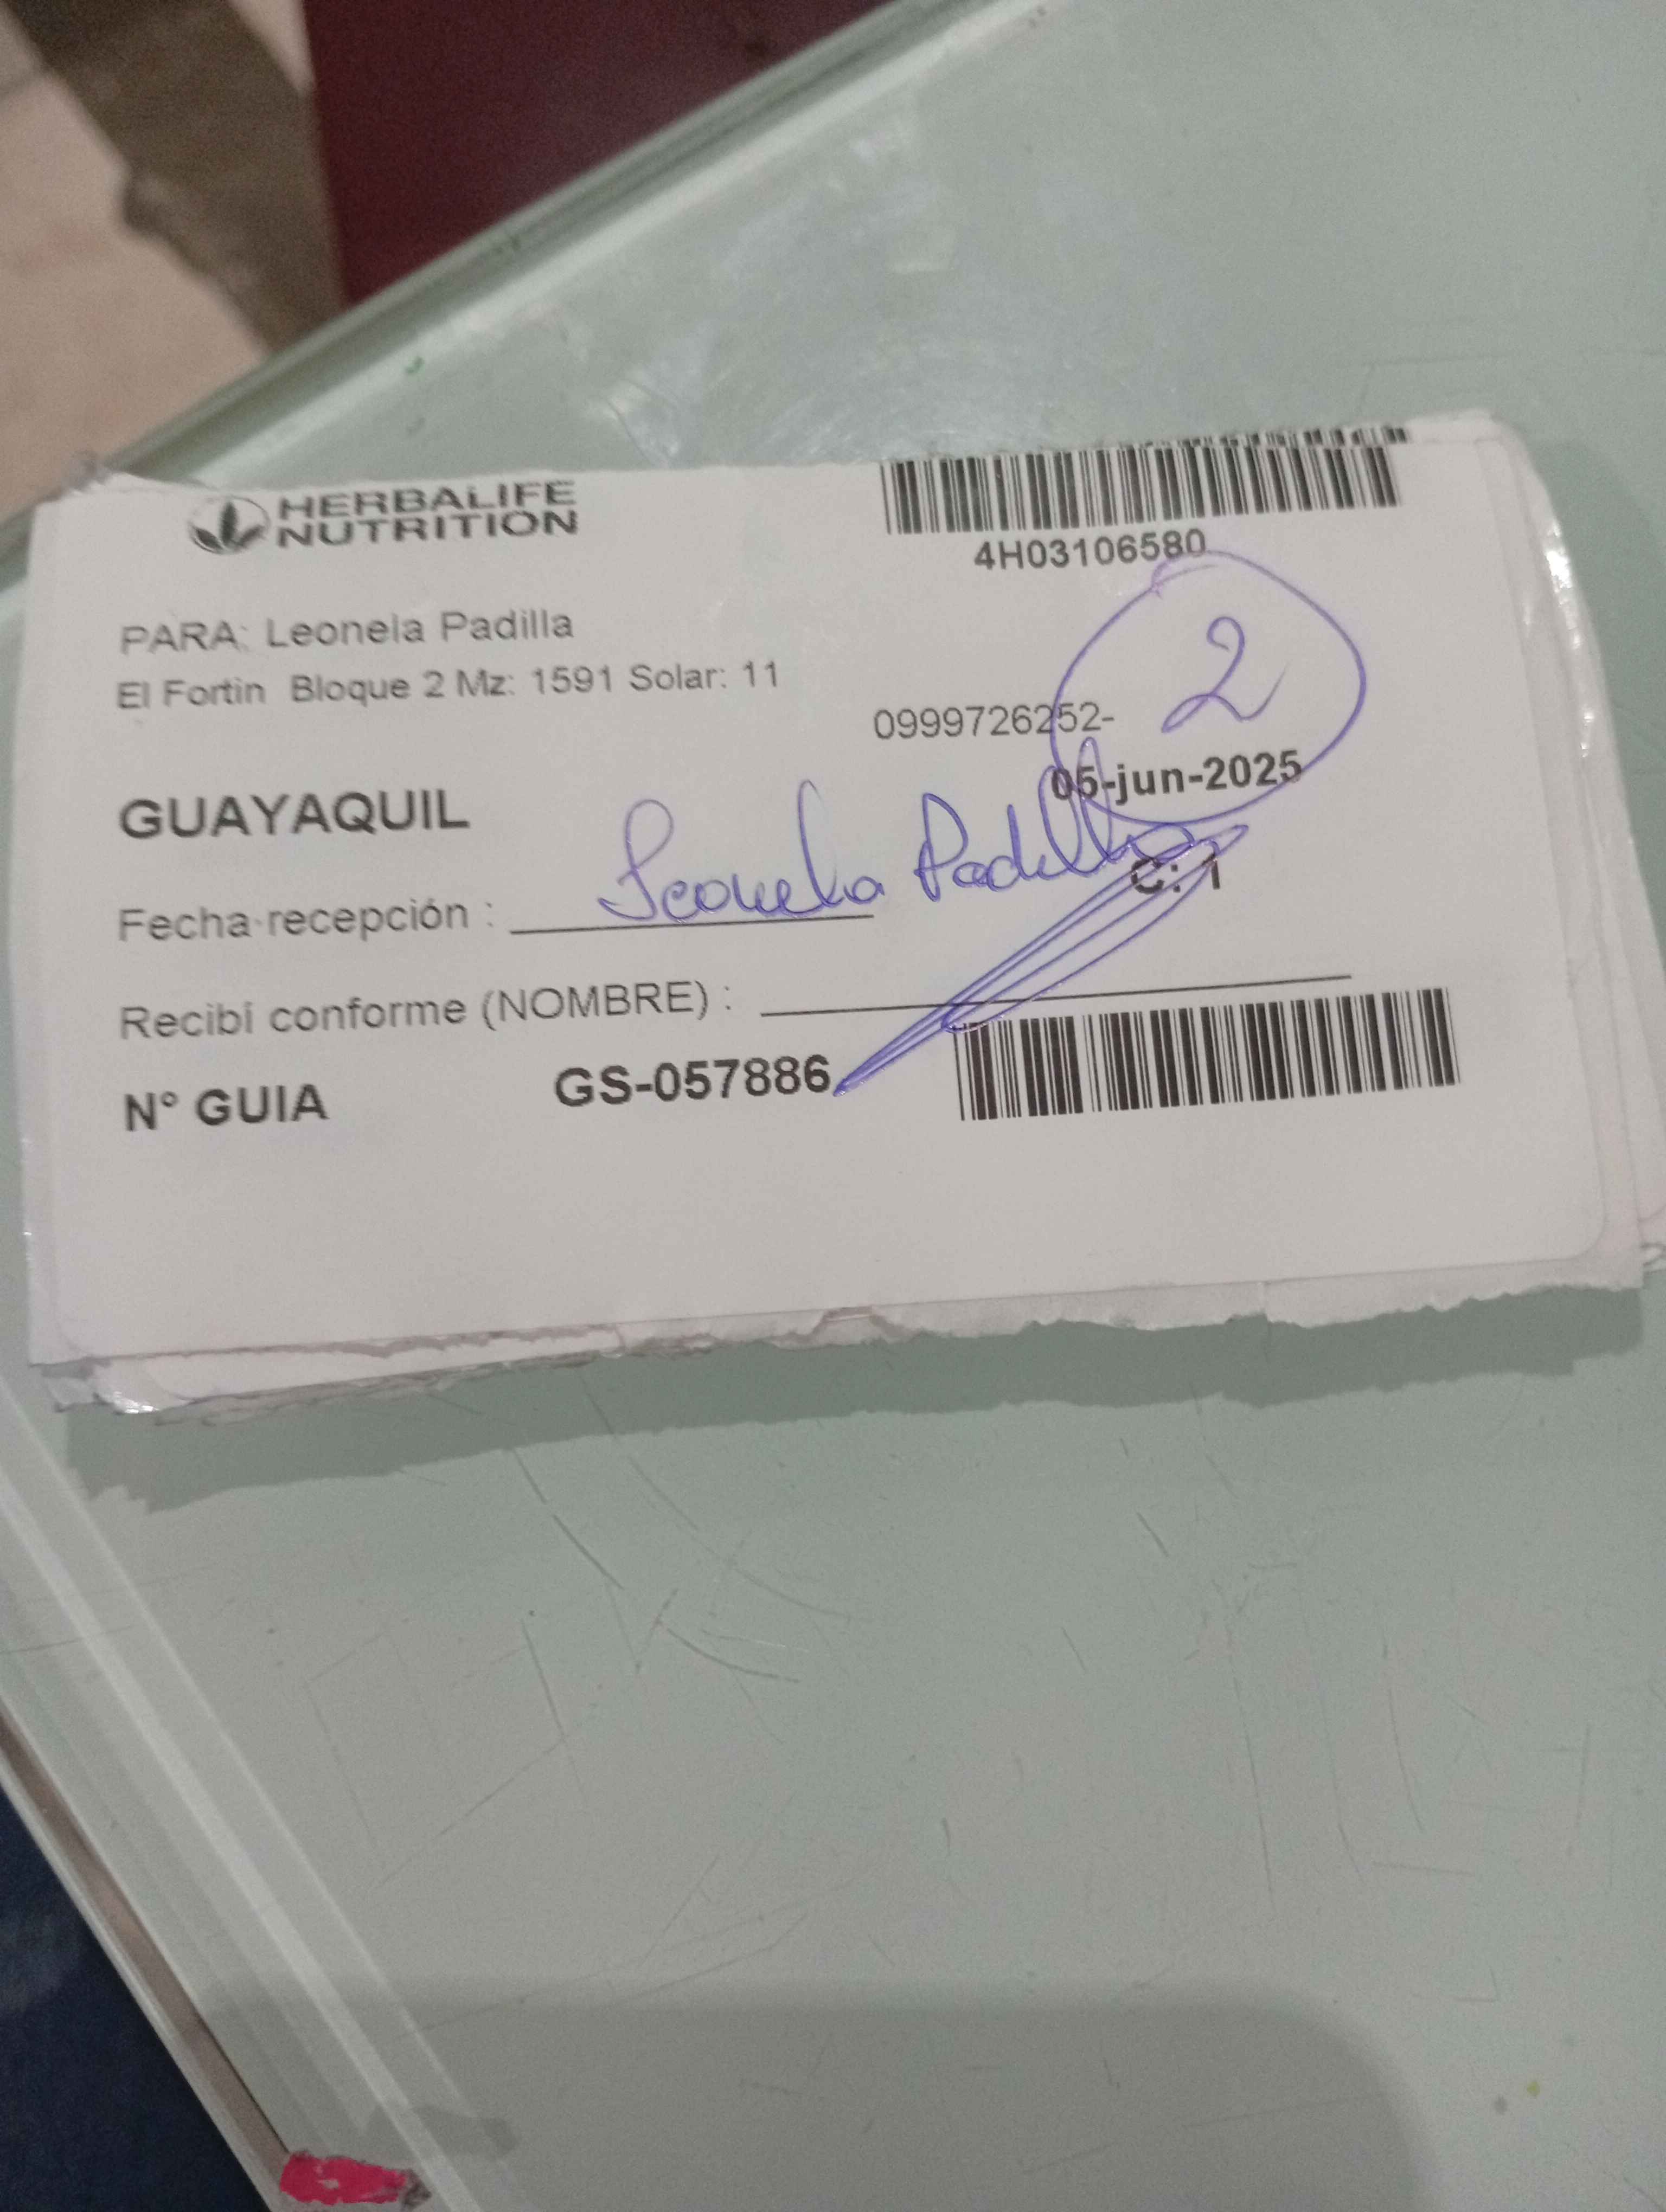 HERBALIFE
NUTRITION
4H03106580
PARA: Leonela Padilla
El Fortin Bloque 2 Mz: 1591 Solar: 11
2
0999726252-
05-jun-2025
GUAYAQUIL
Leonela Padilla
C: 1
Fecha recepción :
Recibí conforme (NOMBRE) :
N° GUIA GS-057886